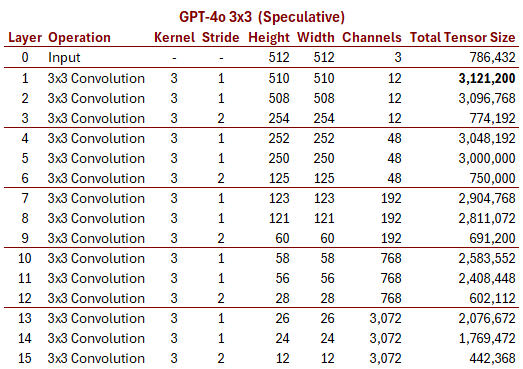 GPT-4o 3x3 (Speculative)
Layer Operation Kernel Stride Height Width Channels Total Tensor Size
0 Input - - 512 512 3 786,432
1 3x3 Convolution 3 1 510 510 12 3,121,200
2 3x3 Convolution 3 1 508 508 12 3,096,768
3 3x3 Convolution 3 2 254 254 12 774,192
4 3x3 Convolution 3 1 252 252 48 3,048,192
5 3x3 Convolution 3 1 250 250 48 3,000,000
6 3x3 Convolution 3 2 125 125 48 750,000
7 3x3 Convolution 3 1 123 123 192 2,904,768
8 3x3 Convolution 3 1 121 121 192 2,811,072
9 3x3 Convolution 3 2 60 60 192 691,200
10 3x3 Convolution 3 1 58 58 768 2,583,552
11 3x3 Convolution 3 1 56 56 768 2,408,448
12 3x3 Convolution 3 2 28 28 768 602,112
13 3x3 Convolution 3 1 26 26 3,072 2,076,672
14 3x3 Convolution 3 1 24 24 3,072 1,769,472
15 3x3 Convolution 3 2 12 12 3,072 442,368